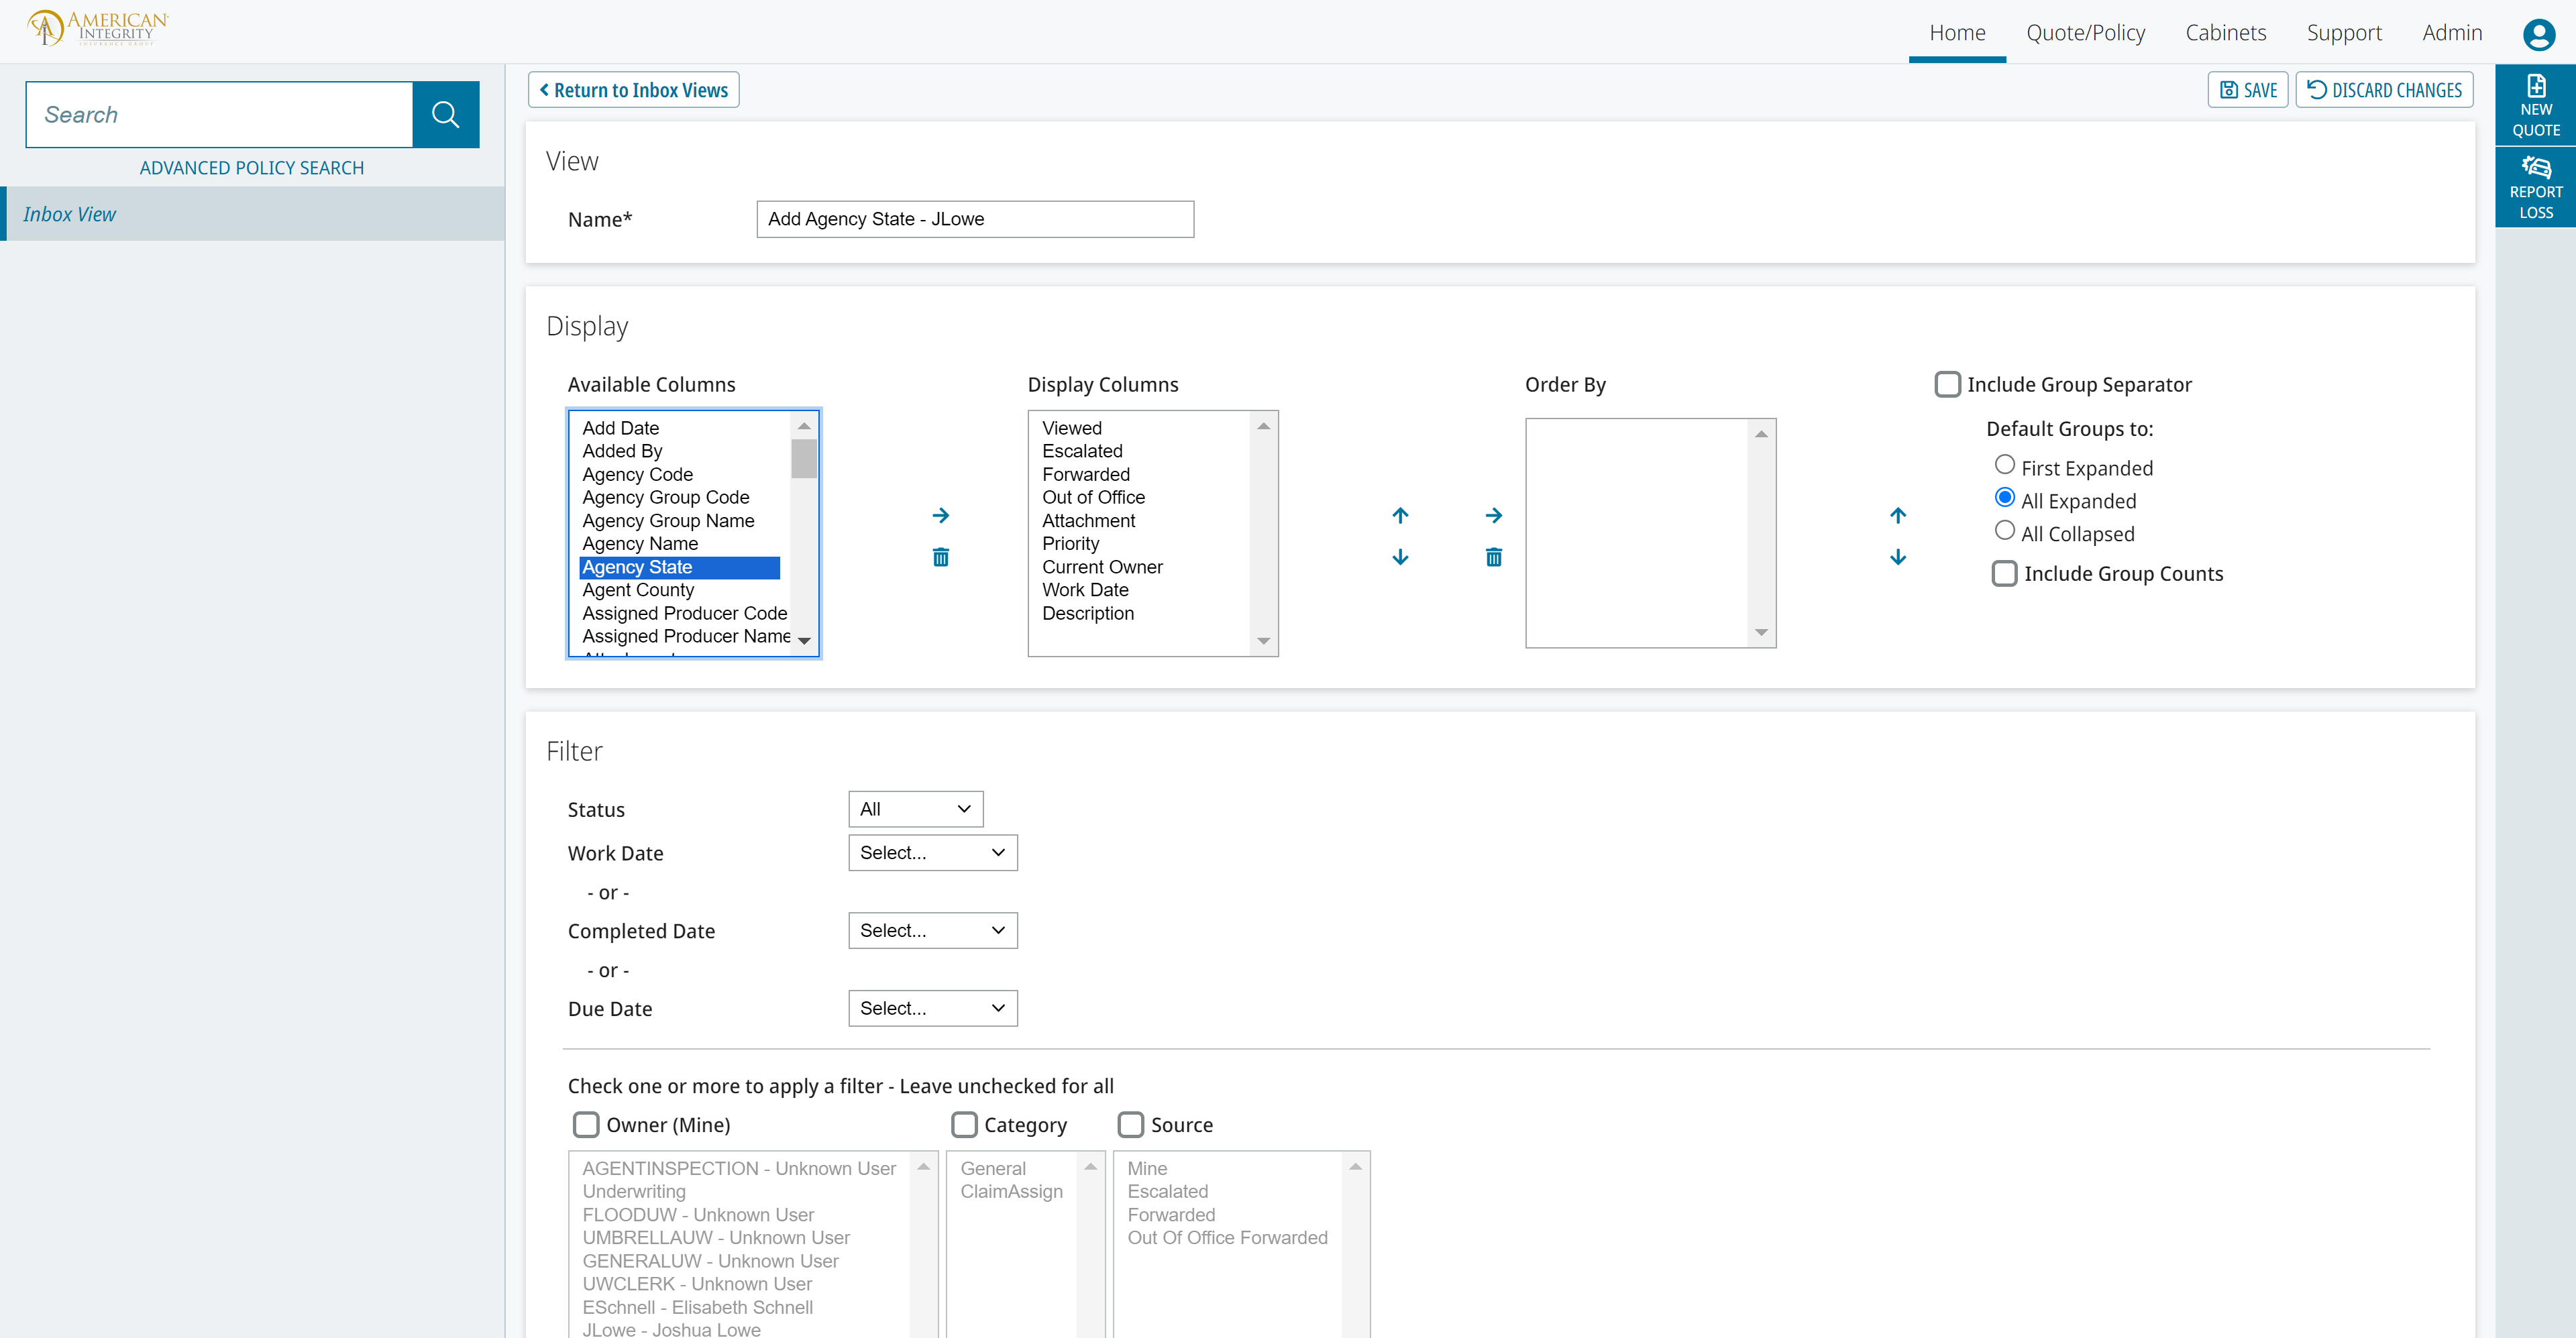 AMERICAN
INTEGRITY
INSURANCE GROUP
Home
Quote/Policy
Cabinets
Support
Admin
Search
ADVANCED POLICY SEARCH
Inbox View
Return to Inbox Views
SAVE
DISCARD CHANGES
NEW
QUOTE
REPORT
LOSS
View
Name*
Add Agency State - JLowe
Display
Available Columns
Add Date
Added By
Agency Code
Agency Group Code
Agency Group Name
Agency Name
Agency State
Agent County
Assigned Producer Code
Assigned Producer Name
Display Columns
Viewed
Escalated
Forwarded
Out of Office
Attachment
Priority
Current Owner
Work Date
Description
Order By
Include Group Separator
Default Groups to:
First Expanded
All Expanded
All Collapsed
Include Group Counts
Filter
Status
All
Work Date
Select...
- or -
Completed Date
Select...
- or -
Due Date
Select...
Check one or more to apply a filter - Leave unchecked for all
Owner (Mine)
AGENTINSPECTION - Unknown User
Underwriting
FLOODUW - Unknown User
UMBRELLAUW - Unknown User
GENERALUW - Unknown User
UWCLERK - Unknown User
ESchnell - Elisabeth Schnell
JLowe - Joshua Lowe
Category
General
ClaimAssign
Source
Mine
Escalated
Forwarded
Out Of Office Forwarded